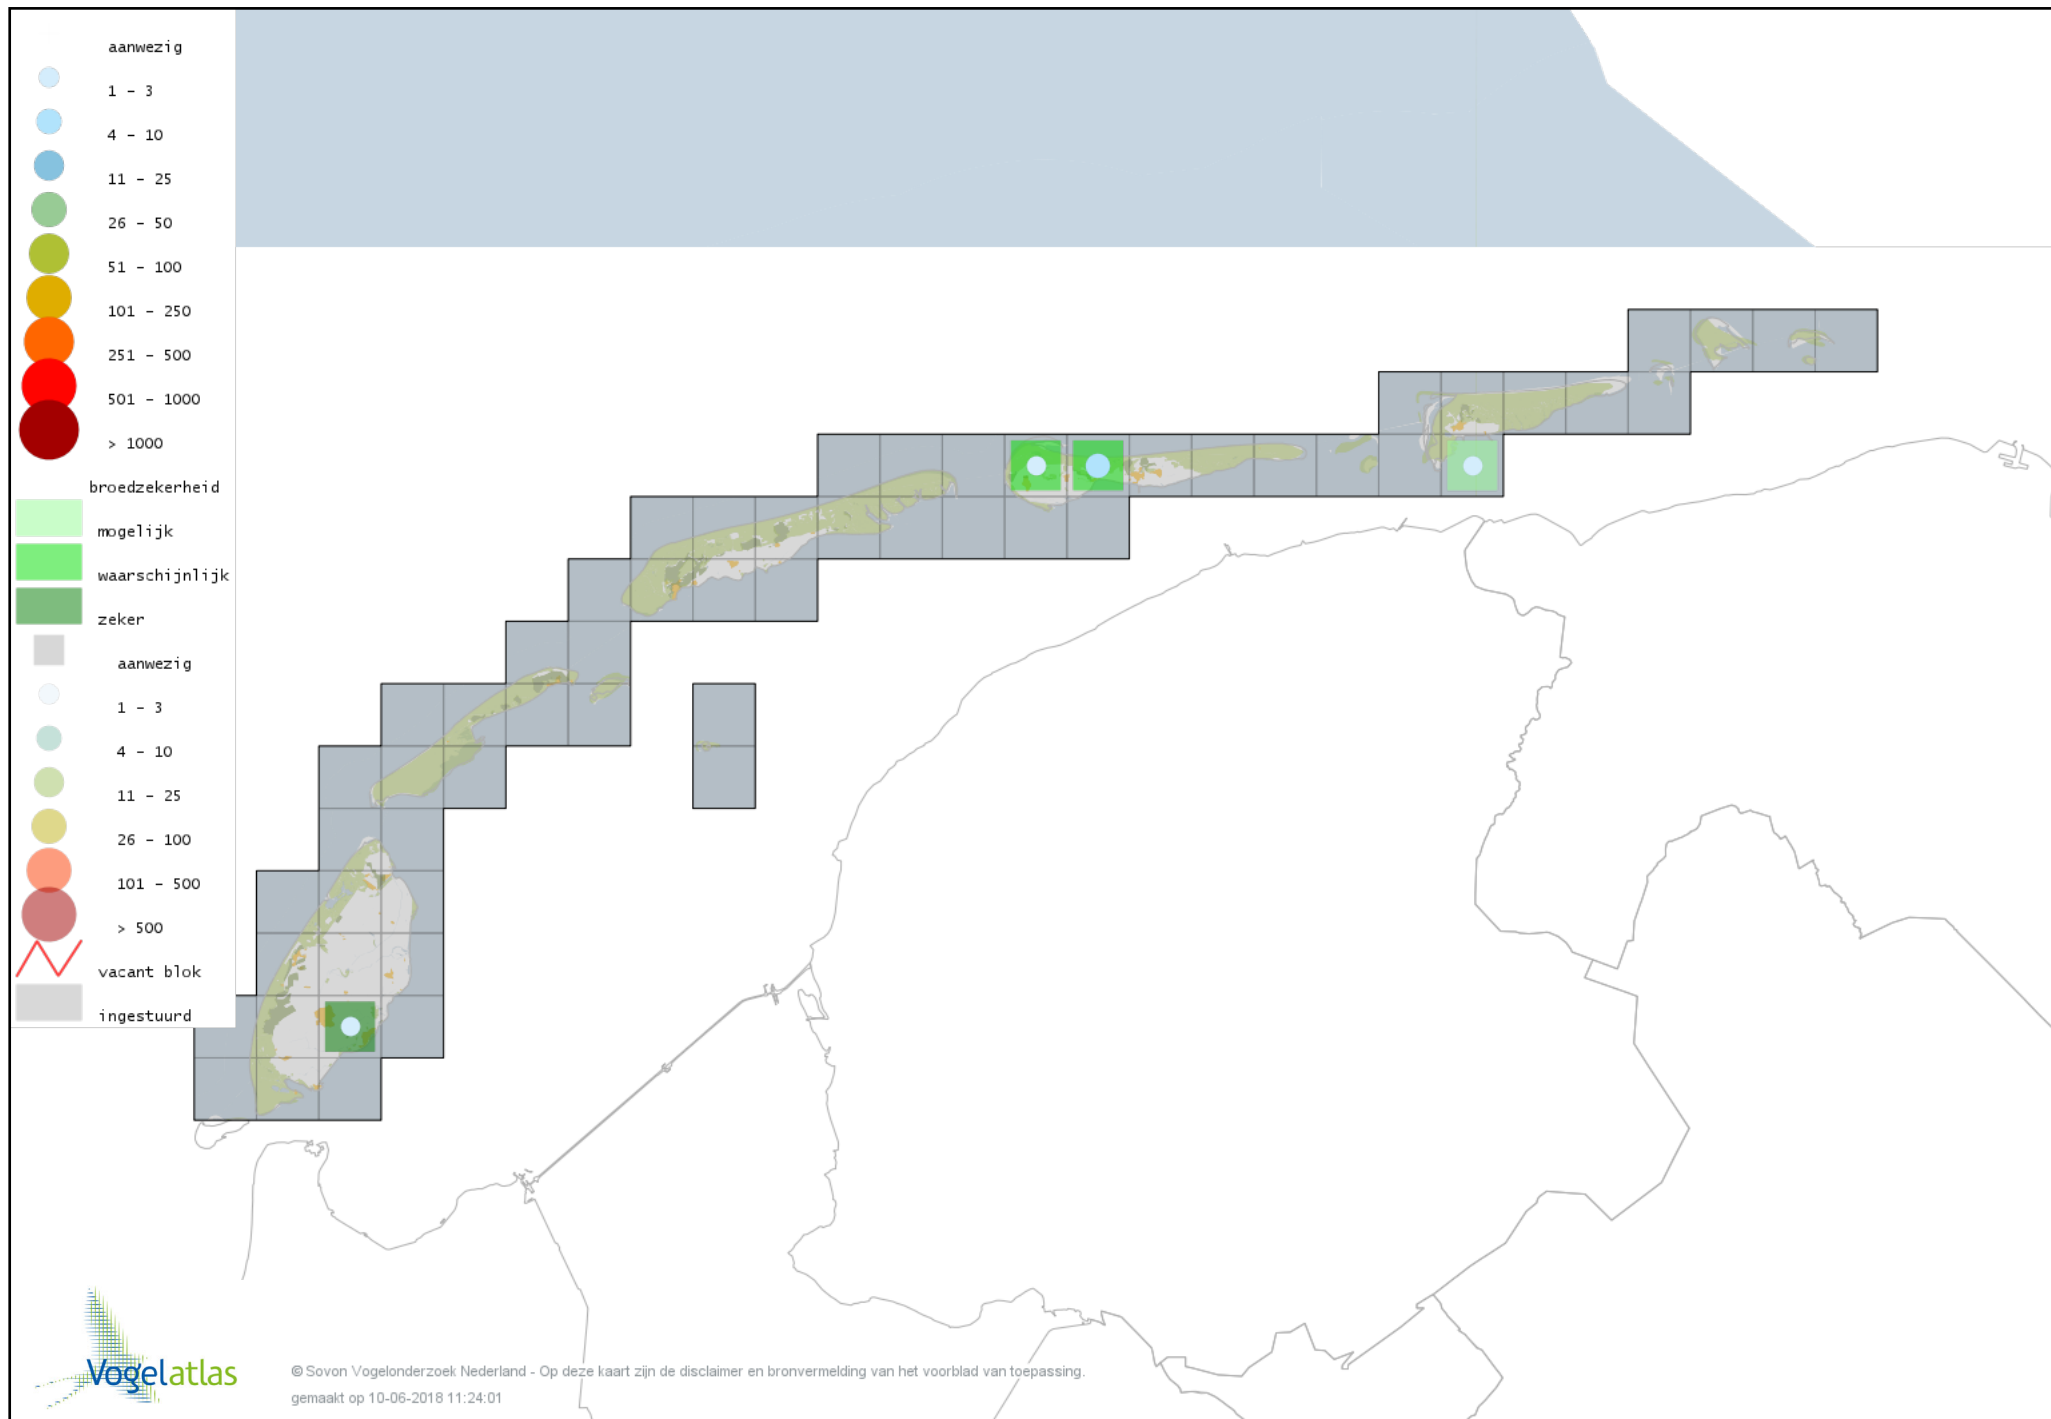 aanwezig
1 - 3
4 - 10
11 - 25
26 - 50
51 - 100
101 - 250
251 - 500
501 - 1000
> 1000
broedzekerheid
mogelijk
waarschijnlijk
zeker
aanwezig
1 - 3
4 - 10
11 - 25
26 - 100
101 - 500
> 500
vacant blok
ingestuurd
Vogelatlas
© Sovon Vogelonderzoek Nederland - Op deze kaart zijn de disclaimer en bronvermelding van het voorblad van toepassing.
gemaakt op 10-06-2018 11:24:01